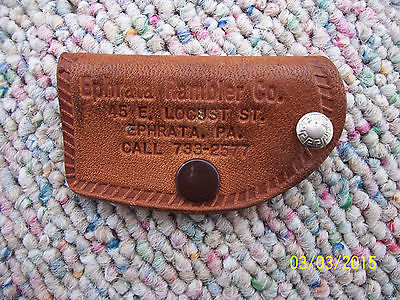 Ephrata Rambler Co.
45 E. LOCUST ST.
EPHRATA, PA.
CALL 733-2577
03/03/2015